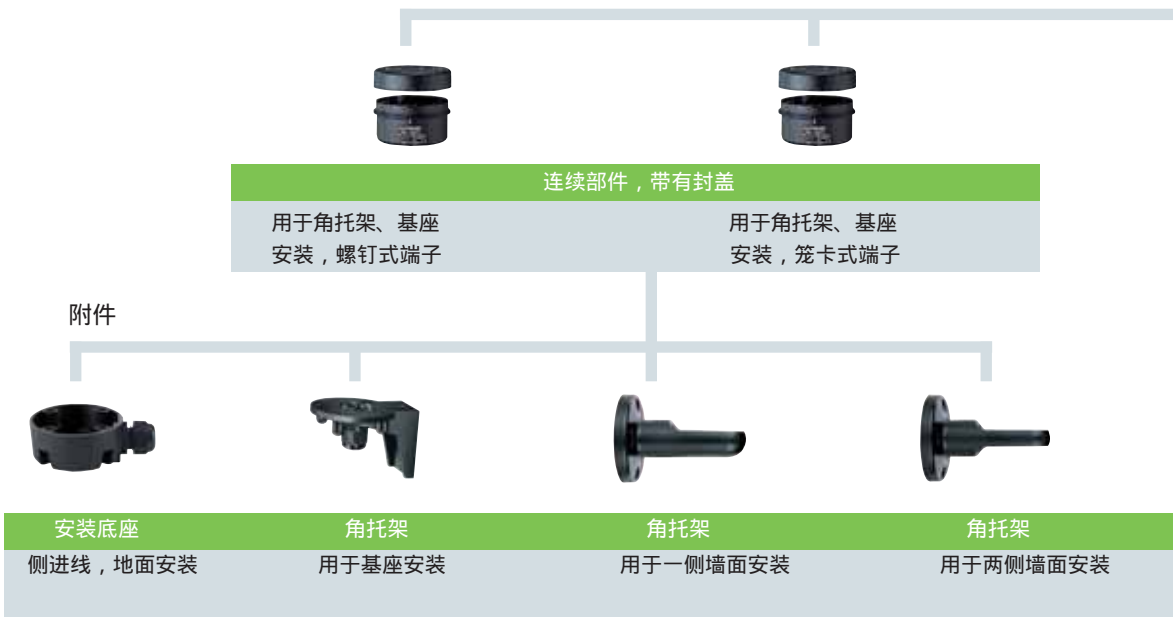 连续部件，带有封盖
用于角托架、基座
安装，螺钉式端子
用于角托架、基座
安装，笼卡式端子
附件
安装底座
侧进线，地面安装
角托架
用于基座安装
角托架
用于一侧墙面安装
角托架
用于两侧墙面安装